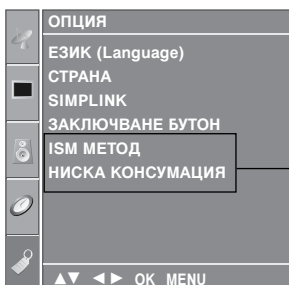 ОПЦИЯ
ЕЗИК (Language)
СТРАНА
SIMPLINK
ЗАКЛЮЧВАНЕ БУТОН
ISM МЕТОД
НИСКА КОНСУМАЦИЯ
▲▼ ◄► OK MENU